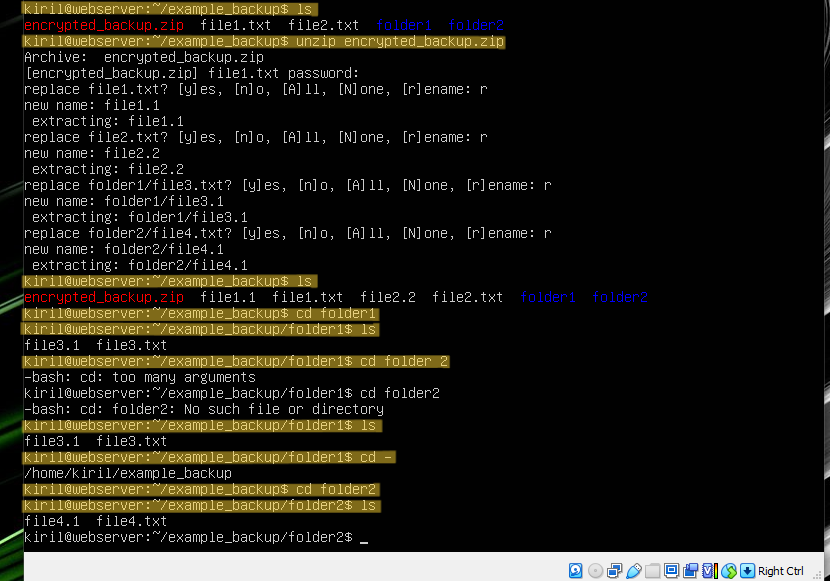 kiril@webserver:~/example_backup$ ls
encrypted_backup.zip  file1.txt  file2.txt  folder1  folder2
kiril@webserver:~/example_backup$ unzip encrypted_backup.zip
Archive:  encrypted_backup.zip
[encrypted_backup.zip] file1.txt password:
replace file1.txt? [y]es, [n]o, [A]ll, [N]one, [r]ename: r
new name: file1.1
 extracting: file1.1
replace file2.txt? [y]es, [n]o, [A]ll, [N]one, [r]ename: r
new name: file2.2
 extracting: file2.2
replace folder1/file3.txt? [y]es, [n]o, [A]ll, [N]one, [r]ename: r
new name: folder1/file3.1
 extracting: folder1/file3.1
replace folder2/file4.txt? [y]es, [n]o, [A]ll, [N]one, [r]ename: r
new name: folder2/file4.1
 extracting: folder2/file4.1
kiril@webserver:~/example_backup$ ls
encrypted_backup.zip  file1.1  file1.txt  file2.2  file2.txt  folder1  folder2
kiril@webserver:~/example_backup$ cd folder1
kiril@webserver:~/example_backup/folder1$ ls
file3.1  file3.txt
kiril@webserver:~/example_backup/folder1$ cd folder 2
-bash: cd: too many arguments
kiril@webserver:~/example_backup/folder1$ cd folder2
-bash: cd: folder2: No such file or directory
kiril@webserver:~/example_backup/folder1$ ls
file3.1  file3.txt
kiril@webserver:~/example_backup/folder1$ cd -
/home/kiril/example_backup
kiril@webserver:~/example_backup$ cd folder2
kiril@webserver:~/example_backup/folder2$ ls
file4.1  file4.txt
kiril@webserver:~/example_backup/folder2$ _
Right Ctrl